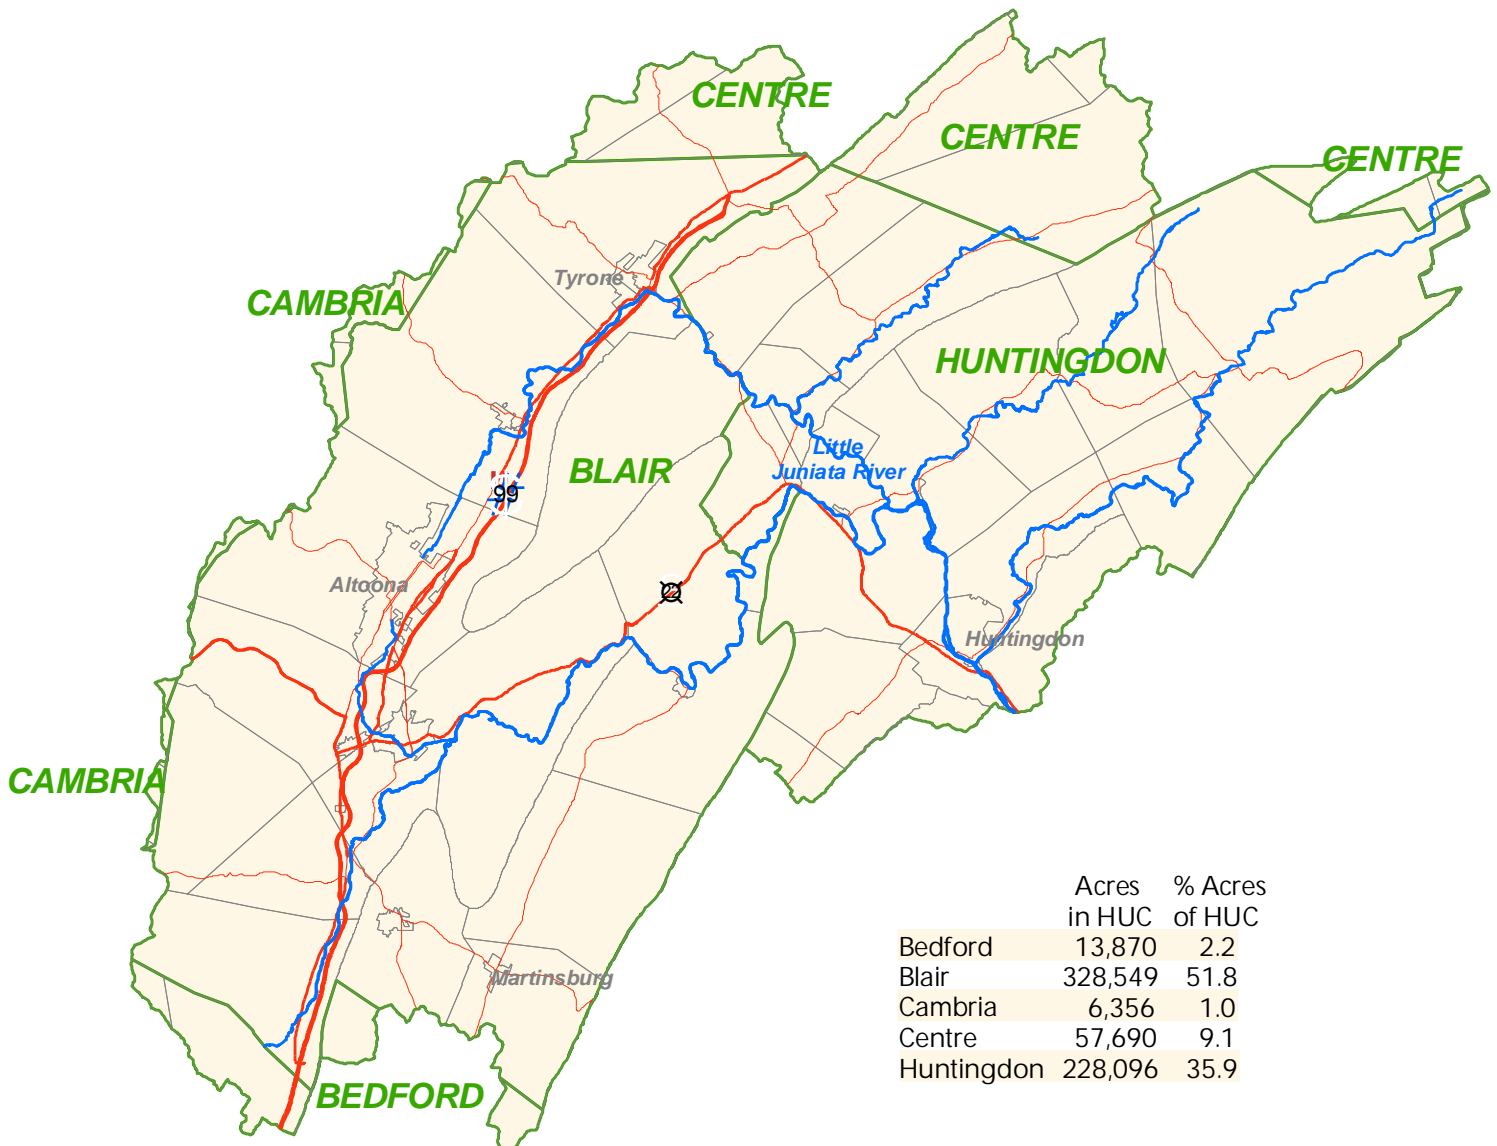 CENTRE
CENTRE
CENTRE
Tyrone
CAMBRIA
HUNTINGDON
Little
Juniata River
BLAIR
99
Altoona
Huntingdon
CAMBRIA
Martinsburg
BEDFORD
Acres % Acres
in HUC of HUC
Bedford 13,870 2.2
Blair 328,549 51.8
Cambria 6,356 1.0
Centre 57,690 9.1
Huntingdon 228,096 35.9